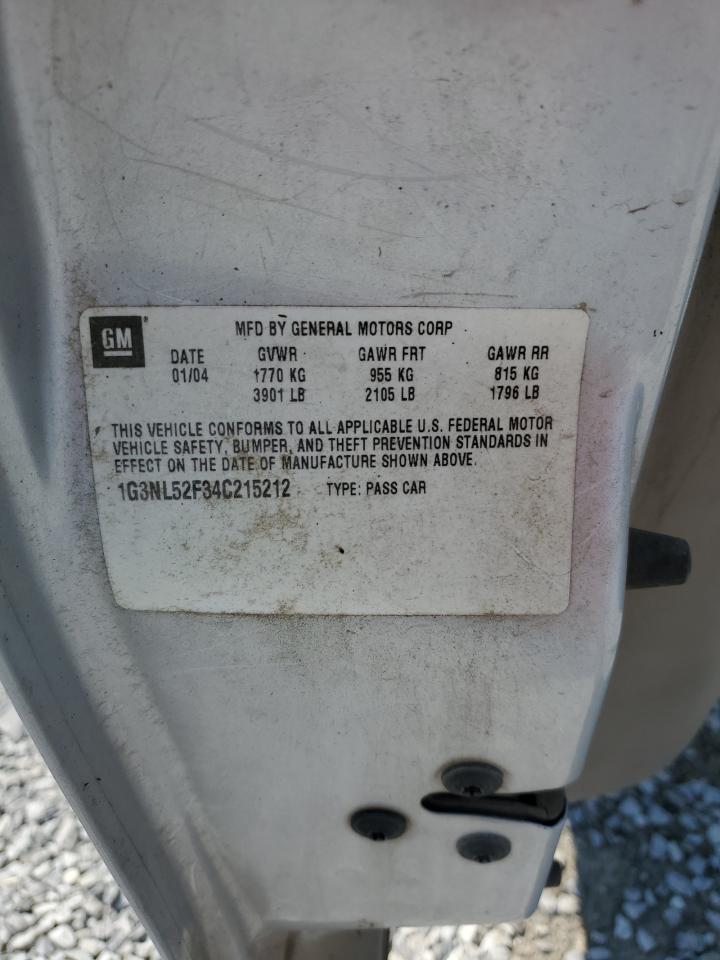 GM ® MFD BY GENERAL MOTORS CORP
DATE GVWR GAWR FRT GAWR RR
01/04 1770 KG 955 KG 815 KG
3901 LB 2105 LB 1796 LB
THIS VEHICLE CONFORMS TO ALL APPLICABLE U.S. FEDERAL MOTOR
VEHICLE SAFETY, BUMPER, AND THEFT PREVENTION STANDARDS IN
EFFECT ON THE DATE OF MANUFACTURE SHOWN ABOVE.
1G3NL52F34C215212 TYPE: PASS CAR